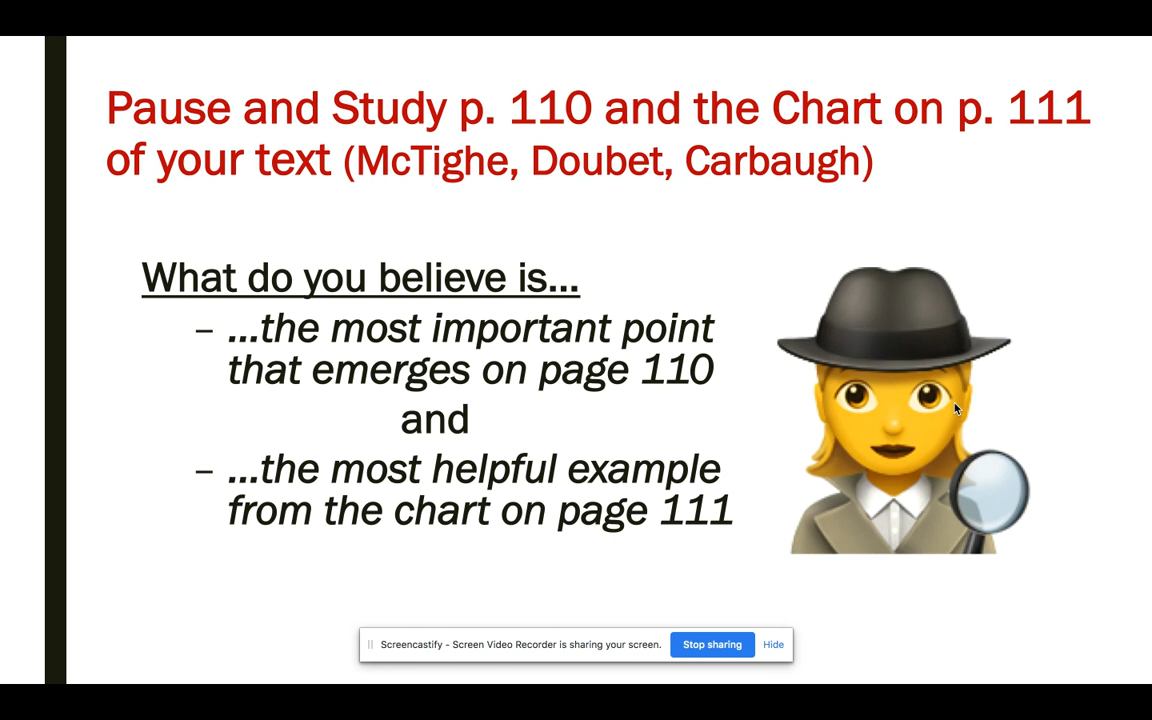 Pause and Study p. 110 and the Chart on p. 111
of your text (McTighe, Doubet, Carbaugh)
What do you believe is...
– ...the most important point
that emerges on page 110
and
– ...the most helpful example
from the chart on page 111
Screencastify - Screen Video Recorder is sharing your screen. Stop sharing Hide